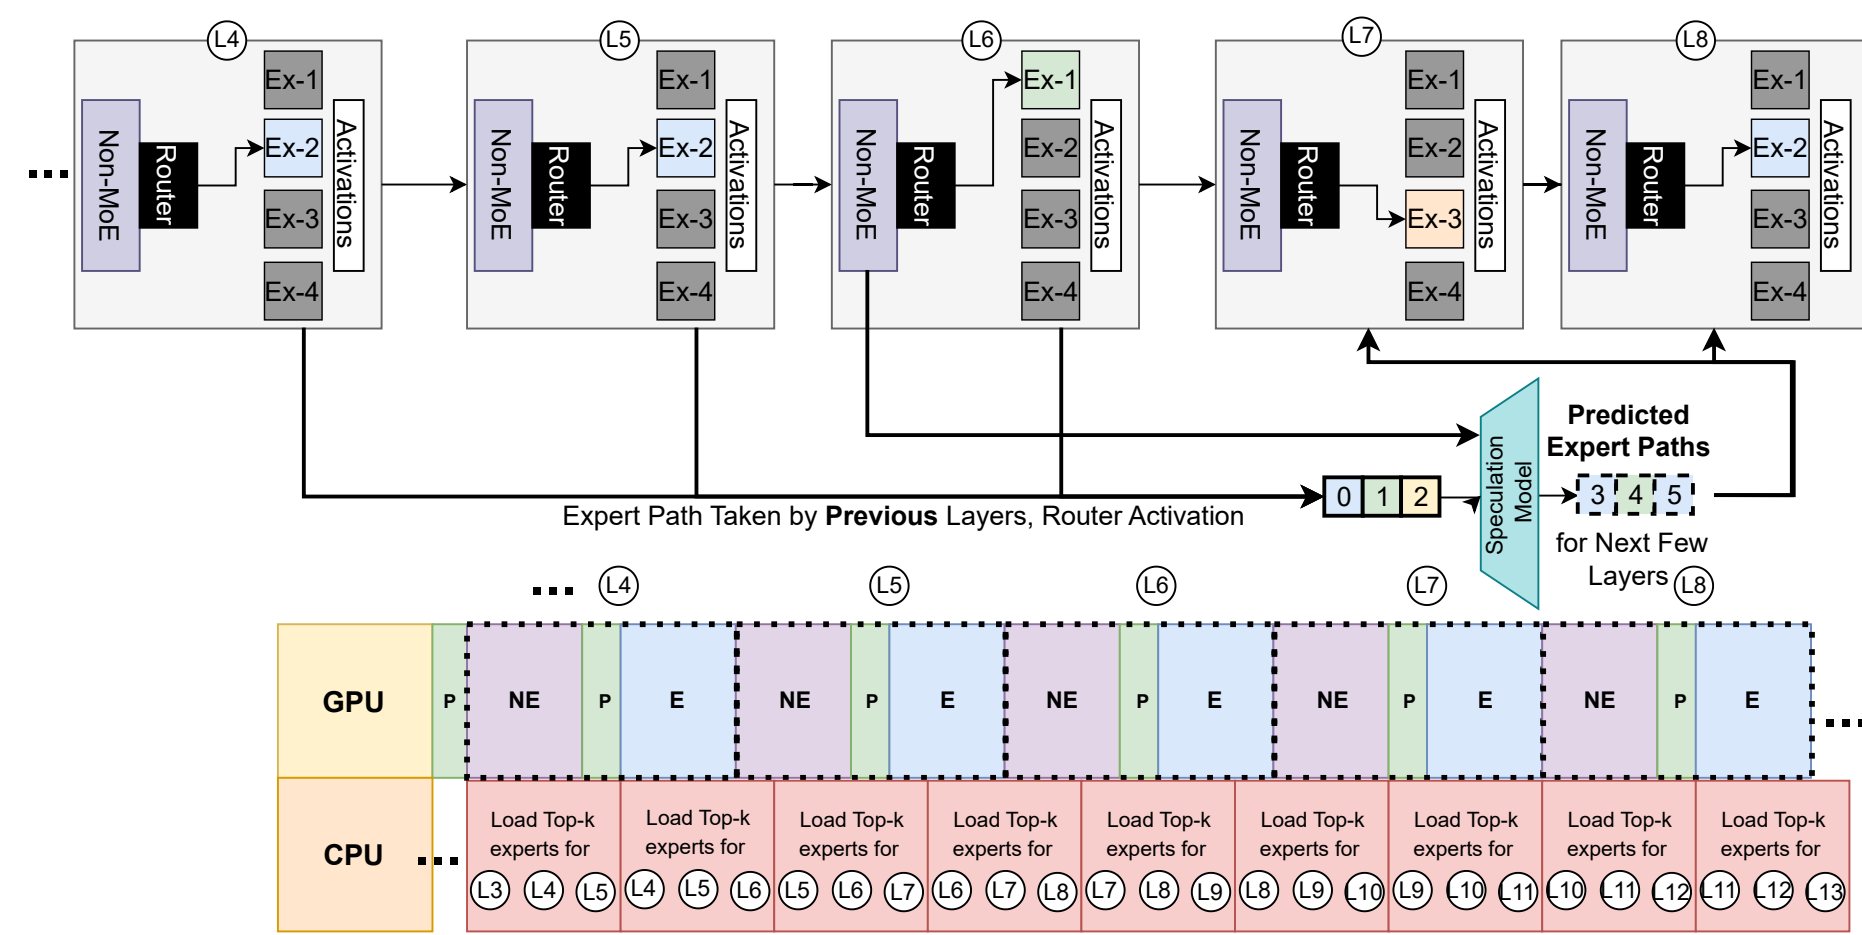 L4
L5
L6
L7
L8
Non-MoE
Router
Ex-1
Ex-2
Ex-3
Ex-4
Activations
Non-MoE
Router
Ex-1
Ex-2
Ex-3
Ex-4
Activations
Non-MoE
Router
Ex-1
Ex-2
Ex-3
Ex-4
Activations
Non-MoE
Router
Ex-1
Ex-2
Ex-3
Ex-4
Activations
Non-MoE
Router
Ex-1
Ex-2
Ex-3
Ex-4
Activations
Expert Path Taken by Previous Layers, Router Activation
0 1 2
Speculation
Model
Predicted
Expert Paths
3 4 5
for Next Few
Layers
L4
L5
L6
L7
L8
GPU
P
NE
P
E
NE
P
E
NE
P
E
NE
P
E
NE
P
E
CPU
Load Top-k
experts for
L3 L4 L5
Load Top-k
experts for
L4 L5 L6
Load Top-k
experts for
L5 L6 L7
Load Top-k
experts for
L6 L7 L8
Load Top-k
experts for
L7 L8 L9
Load Top-k
experts for
L8 L9 L10
Load Top-k
experts for
L9 L10 L11
Load Top-k
experts for
L10 L11 L12
Load Top-k
experts for
L11 L12 L13